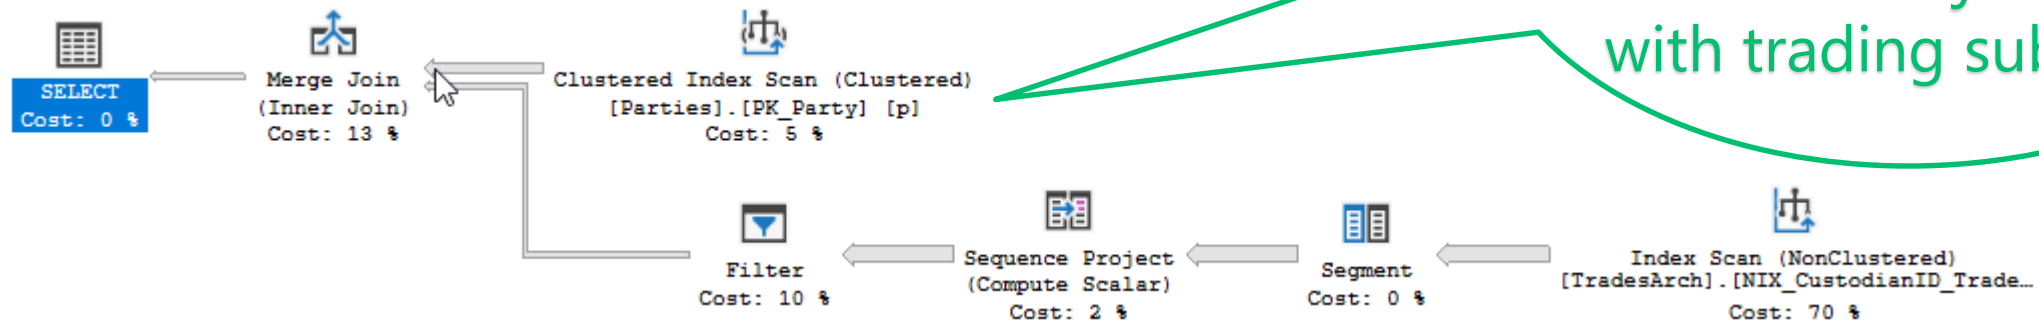 with trading
SELECT
Cost: 0 %
Merge Join
(Inner Join)
Cost: 13 %
Clustered Index Scan (Clustered)
[Parties].[PK_Party] [p]
Cost: 5 %
Filter
Cost: 10 %
Sequence Project
(Compute Scalar)
Cost: 2 %
Segment
Cost: 0 %
Index Scan (NonClustered)
[TradesArch].[NIX_CustodianID_Trade…
Cost: 70 %